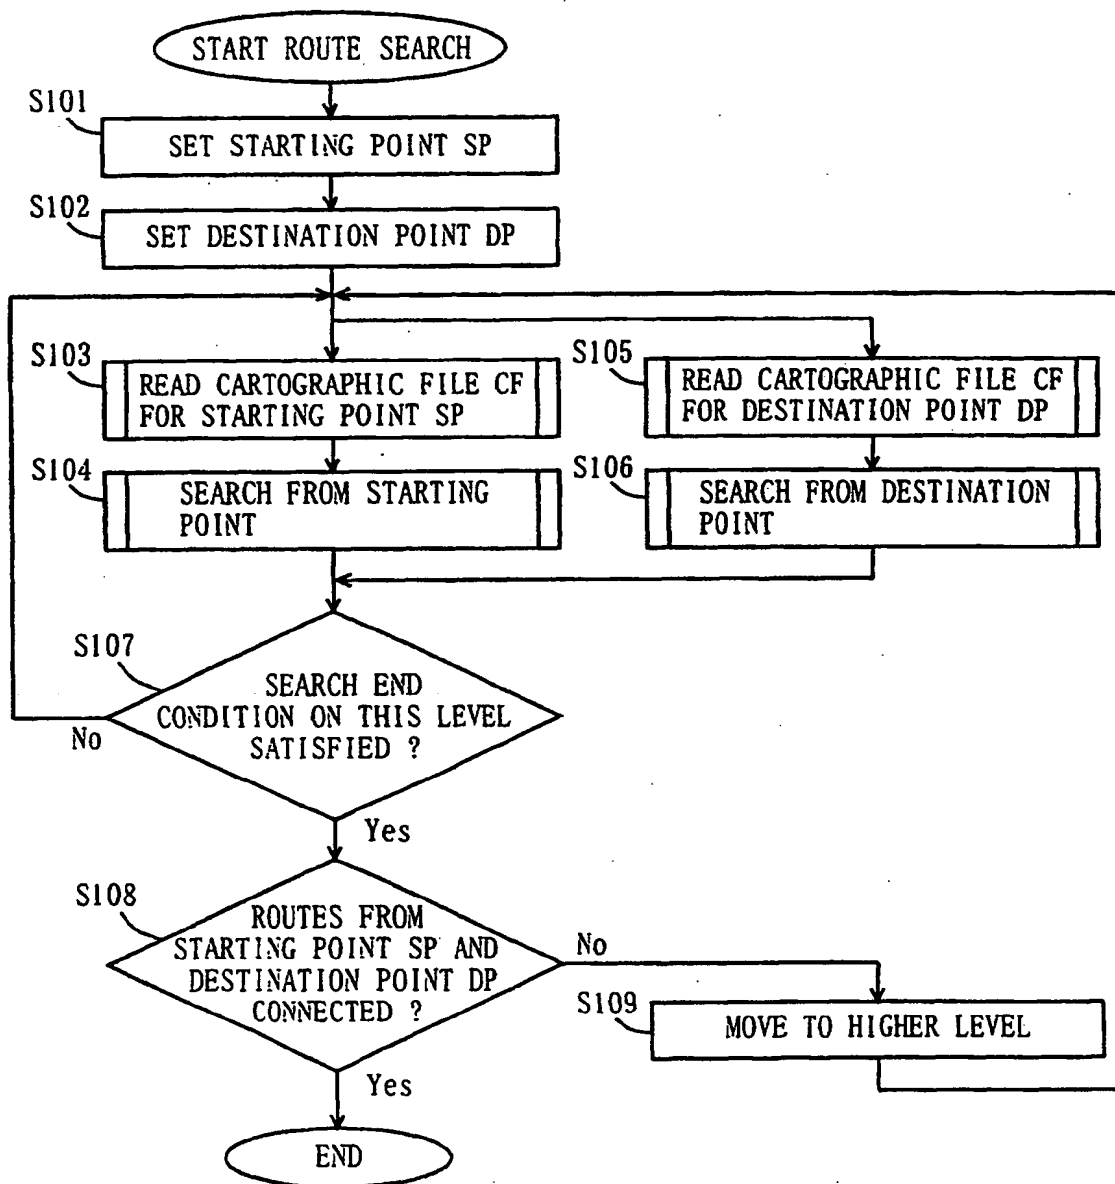 START ROUTE SEARCH
S101
SET STARTING POINT SP
S102
SET DESTINATION POINT DP
S103
READ CARTOGRAPHIC FILE CF
FOR STARTING POINT SP
S105
READ CARTOGRAPHIC FILE CF
FOR DESTINATION POINT DP
S104
SEARCH FROM STARTING
POINT
S106
SEARCH FROM DESTINATION
POINT
S107
SEARCH END
CONDITION ON THIS LEVEL
SATISFIED ?
No
Yes
S108
ROUTES FROM
STARTING POINT SP AND
DESTINATION POINT DP
CONNECTED ?
No
S109
MOVE TO HIGHER LEVEL
Yes
END